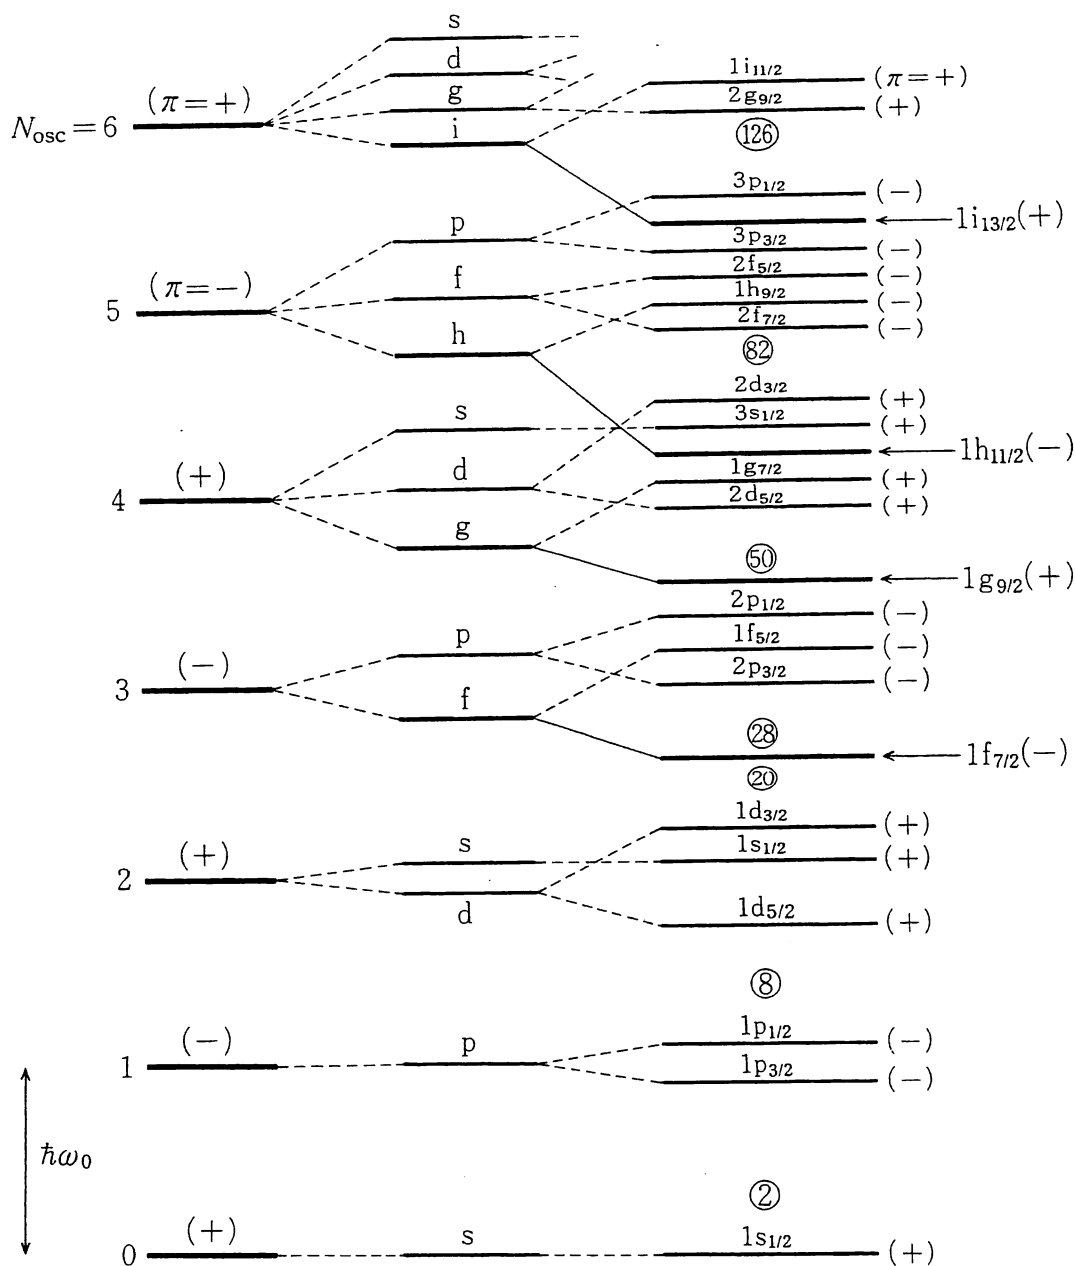 s
d
(π=+)
g
1i11/2
(π=+)
2g9/2
(+)
Nosc=6
i
126
3p1/2
(−)
1i13/2(+)
p
3p3/2
(−)
(π=−)
f
2f5/2
(−)
1h9/2
(−)
5
2f7/2
(−)
h
82
2d3/2
(+)
s
3s1/2
(+)
1h11/2(−)
(+)
d
1g7/2
(+)
4
2d5/2
(+)
g
50
1g9/2(+)
2p1/2
(−)
p
1f5/2
(−)
(−)
2p3/2
(−)
3
f
28
1f7/2(−)
20
1d3/2
(+)
s
1s1/2
(+)
(+)
2
d
1d5/2
(+)
8
(−)
p
1p1/2
(−)
1
1p3/2
(−)
ħω0
2
(+)
s
1s1/2
(+)
0